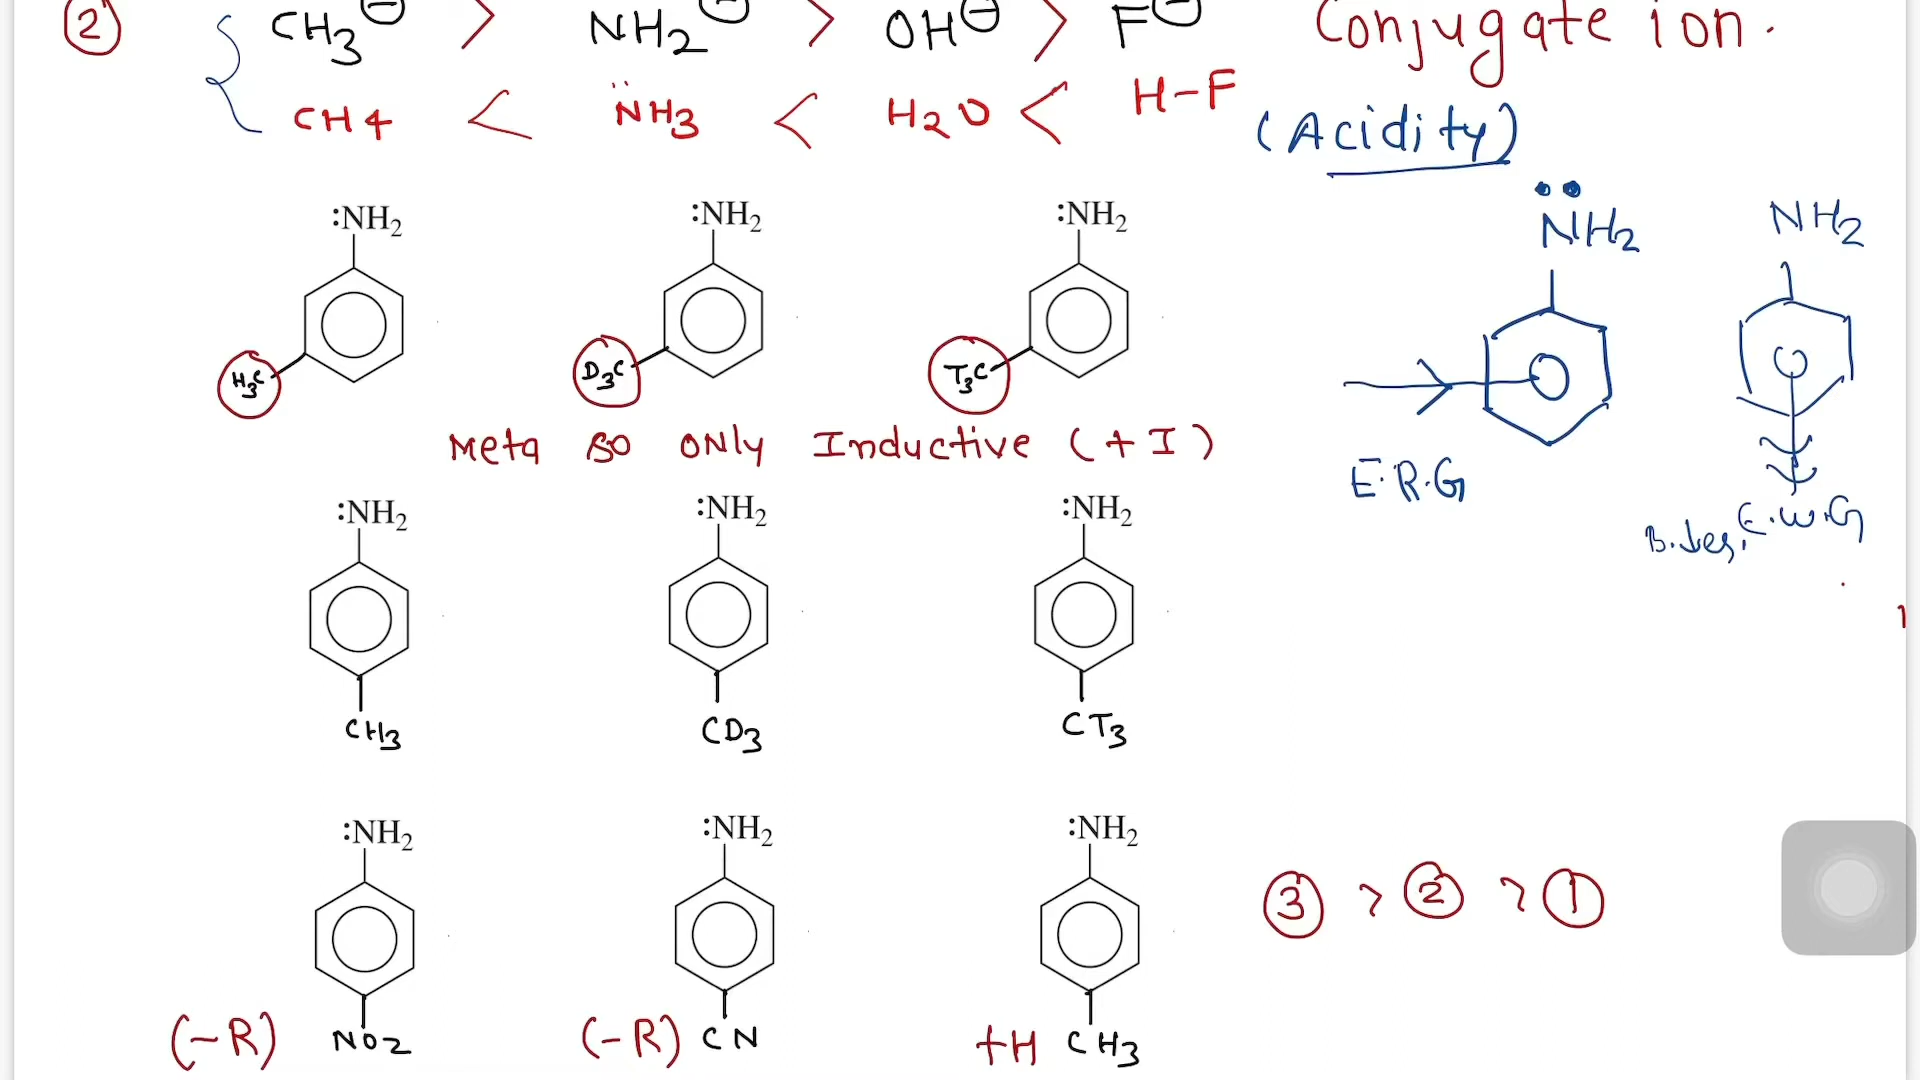 ② CH3⊖ > NH2⊖ > OH⊖ > F⊖ Conjugate ion.
CH4 < N̈H3 < H2O < H-F (Acidity)
:NH2 :NH2 :NH2 NH2 NH2
H3C D3C T3C
Meta so only Inductive (+I)
E.R.G
E.W.G
:NH2 :NH2 :NH2
CH3 CD3 CT3
:NH2 :NH2 :NH2
③ > ② > ①
(-R) NO2 (-R) CN +H CH3